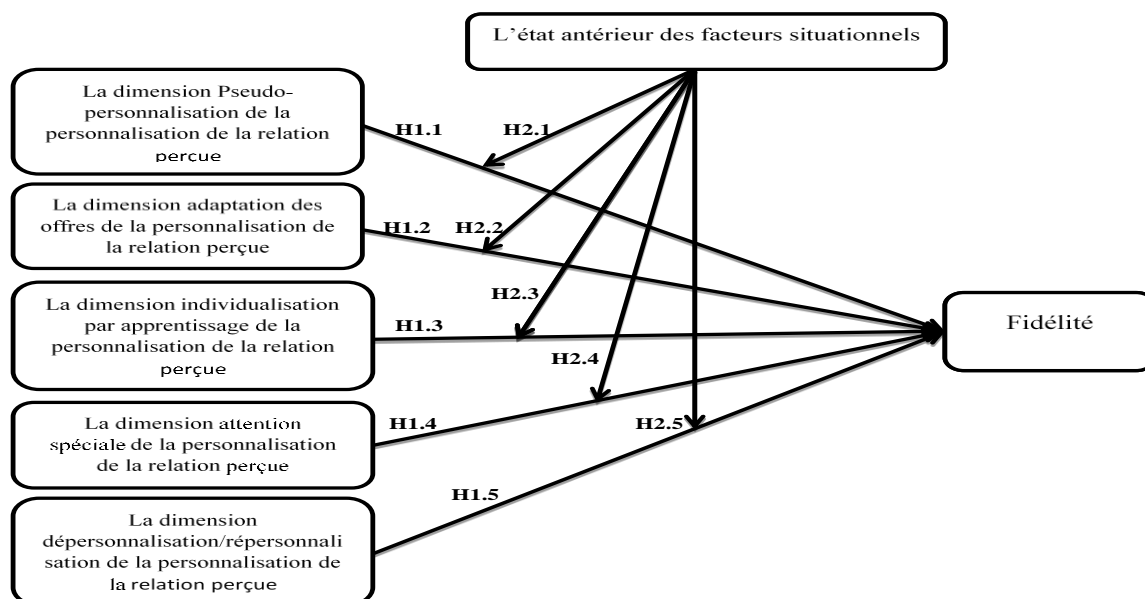 L'état antérieur des facteurs situationnels
La dimension Pseudo-
personnalisation de la
personnalisation de la relation
perçue
H1.1
H2.1
La dimension adaptation des
offres de la personnalisation de
la relation perçue
H1.2
H2.2
La dimension individualisation
par apprentissage de la
personnalisation de la relation
perçue
H1.3
H2.3
Fidélité
H2.4
La dimension attention
spéciale de la personnalisation
de la relation perçue
H1.4
H2.5
La dimension
dépersonnalisation/répersonnali
sation de la personnalisation de
la relation perçue
H1.5